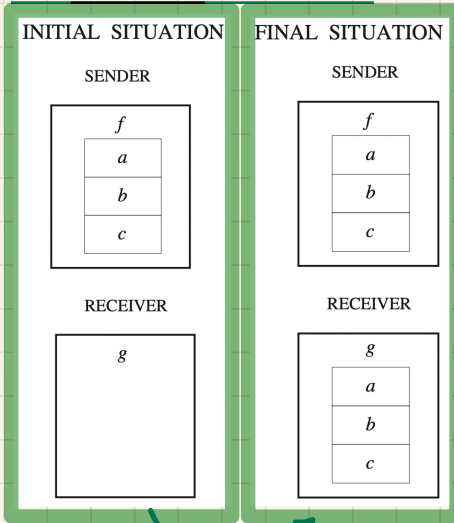 INITIAL SITUATION
SENDER
f
a
b
c
RECEIVER
g
FINAL SITUATION
SENDER
f
a
b
c
RECEIVER
g
a
b
c